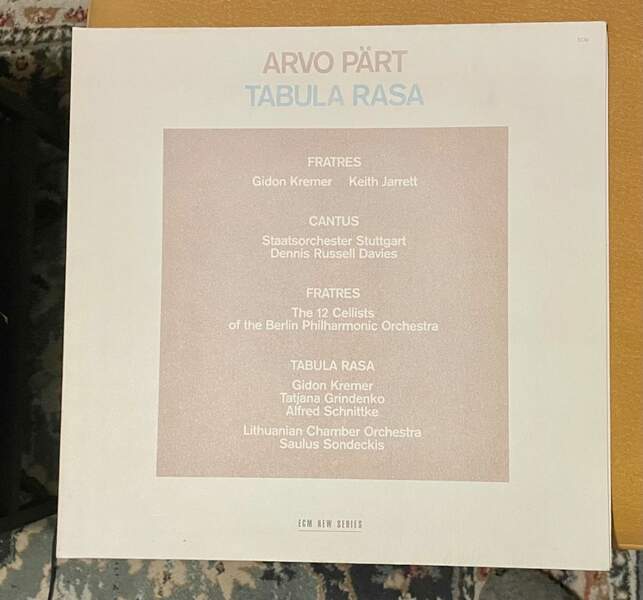 ARVO PÄRT
TABULA RASA
FRATRES
Gidon Kremer Keith Jarrett
CANTUS
Staatsorchester Stuttgart
Dennis Russell Davies
FRATRES
The 12 Cellists
of the Berlin Philharmonic Orchestra
TABULA RASA
Gidon Kremer
Tatjana Grindenko
Alfred Schnittke
Lithuanian Chamber Orchestra
Saulus Sondeckis
ECM NEW SERIES